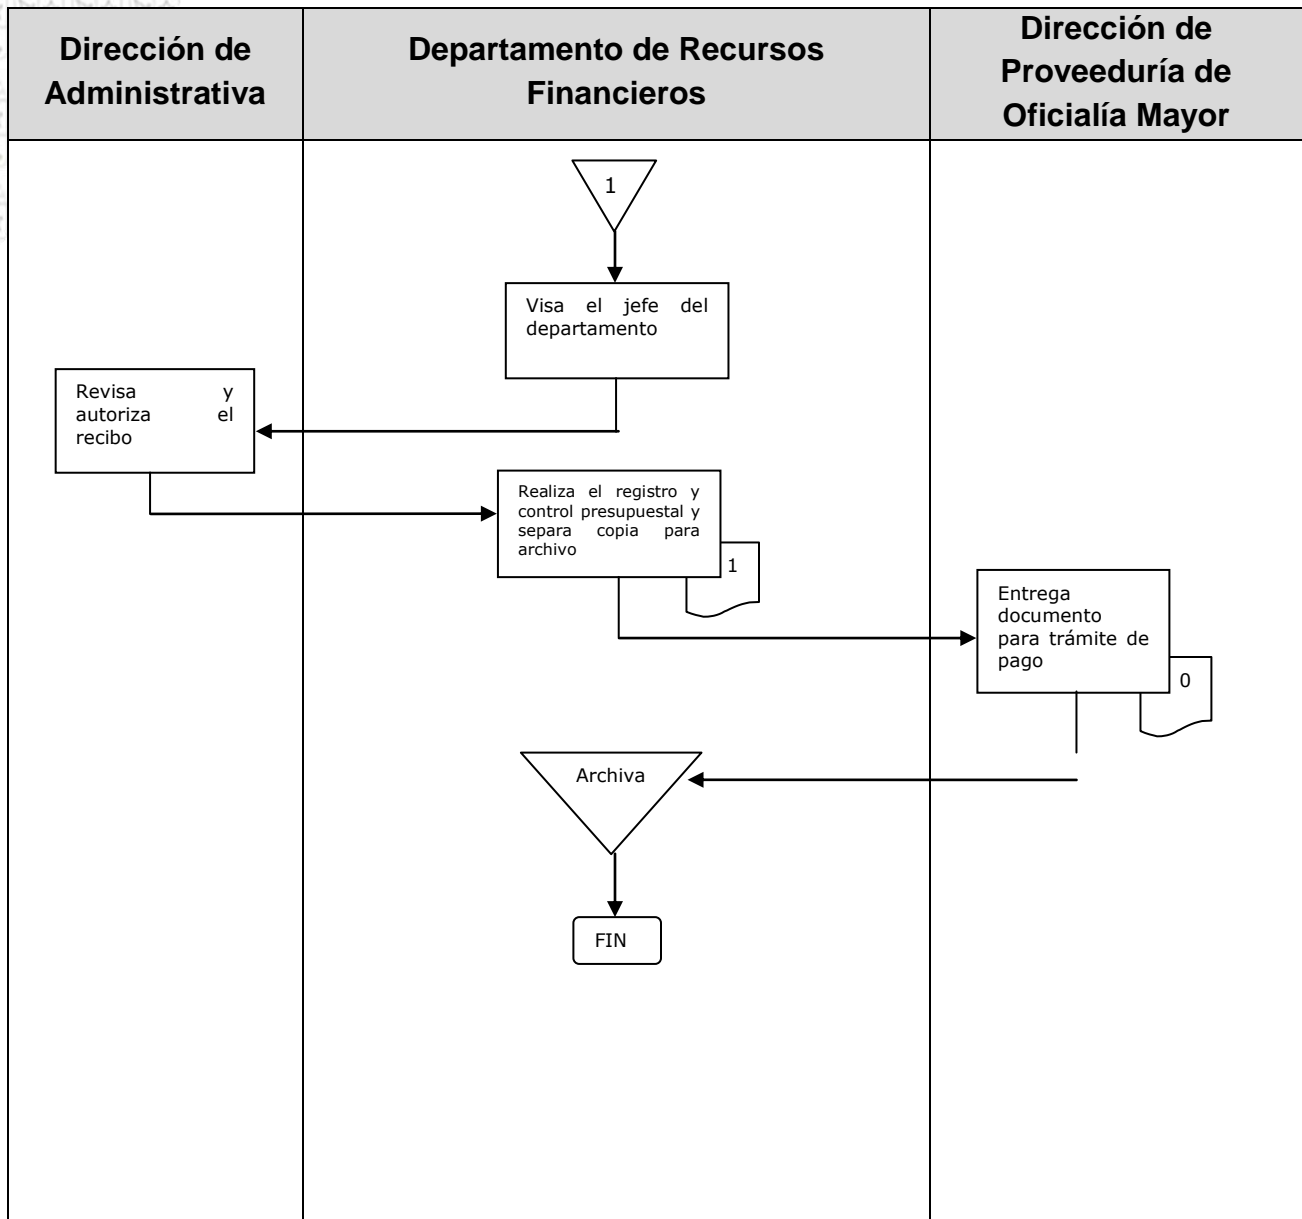 Dirección de
Administrativa
Departamento de Recursos
Financieros
Dirección de
Proveeduría de
Oficialía Mayor
1
Visa el jefe del
departamento
Revisa y
autoriza el
recibo
Realiza el registro y
control presupuestal y
separa copia para
archivo
1
Entrega
documento
para trámite de
pago
0
Archiva
FIN